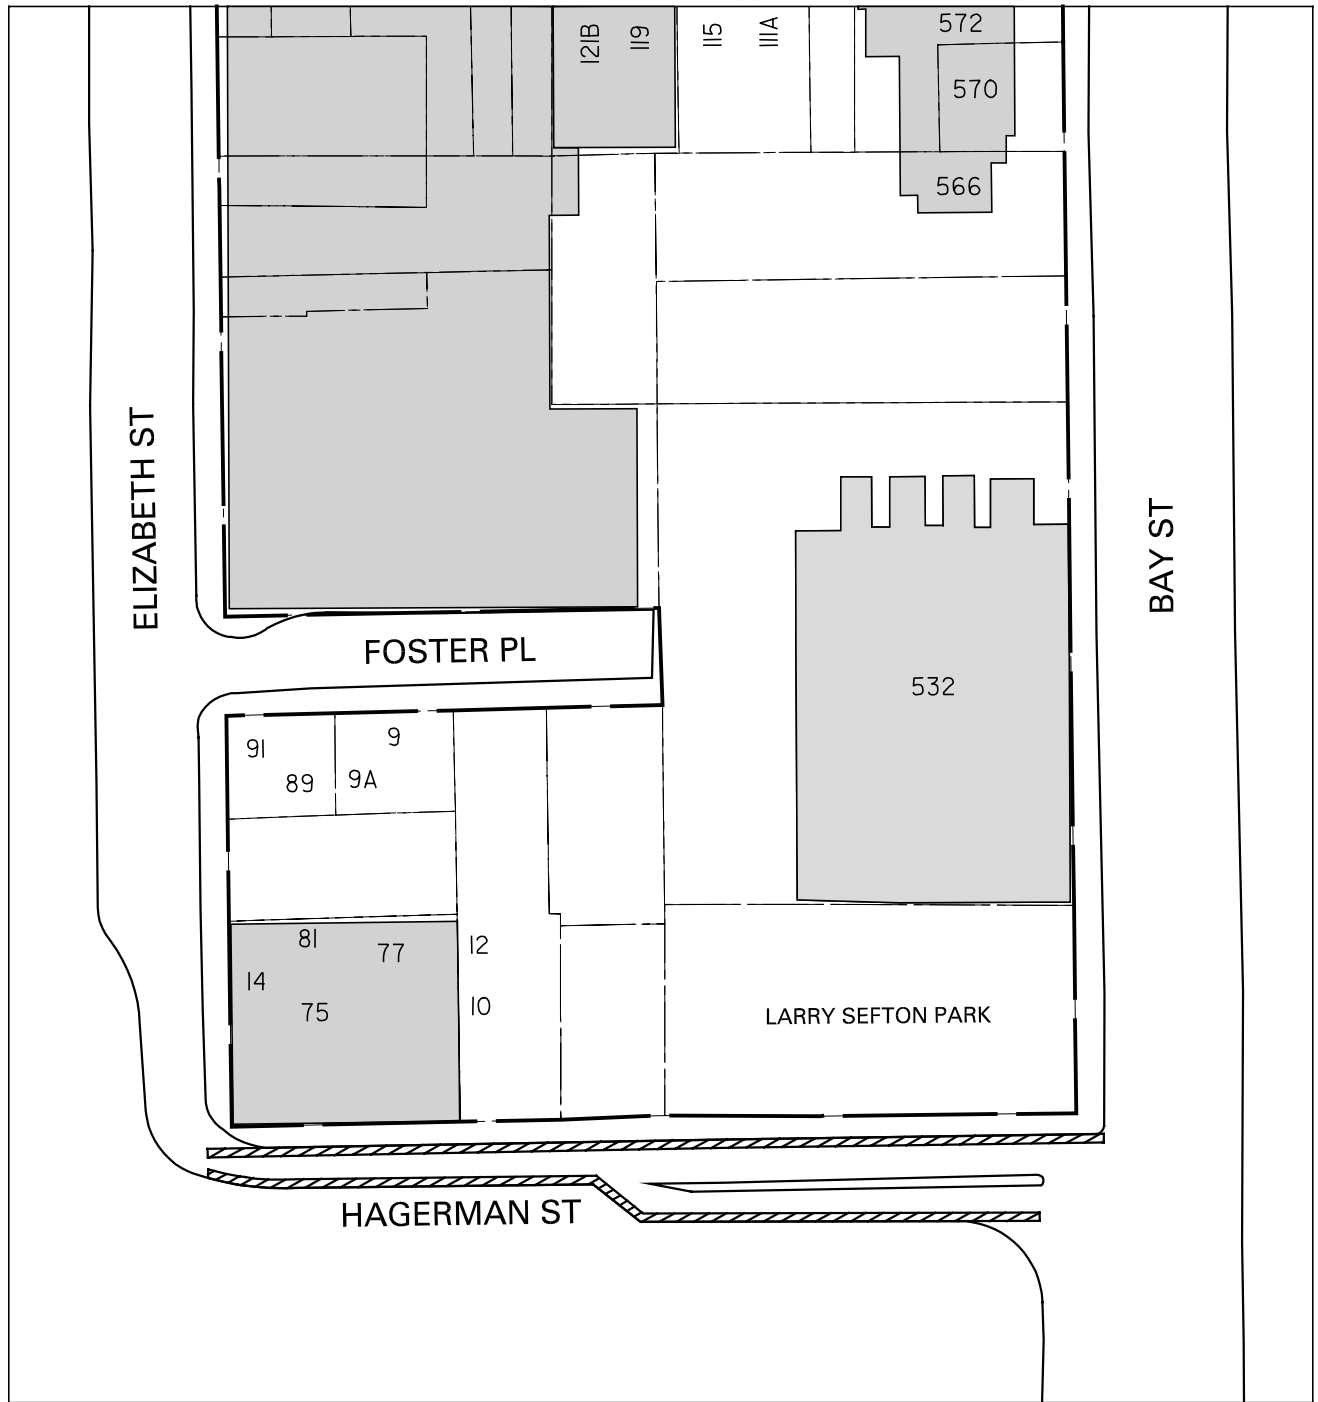 572
121B
119
115
111A
570
566
ELIZABETH ST
BAY ST
FOSTER PL
532
91
9
89
9A
81
77
12
14
75
10
LARRY SEFTON PARK
HAGERMAN ST